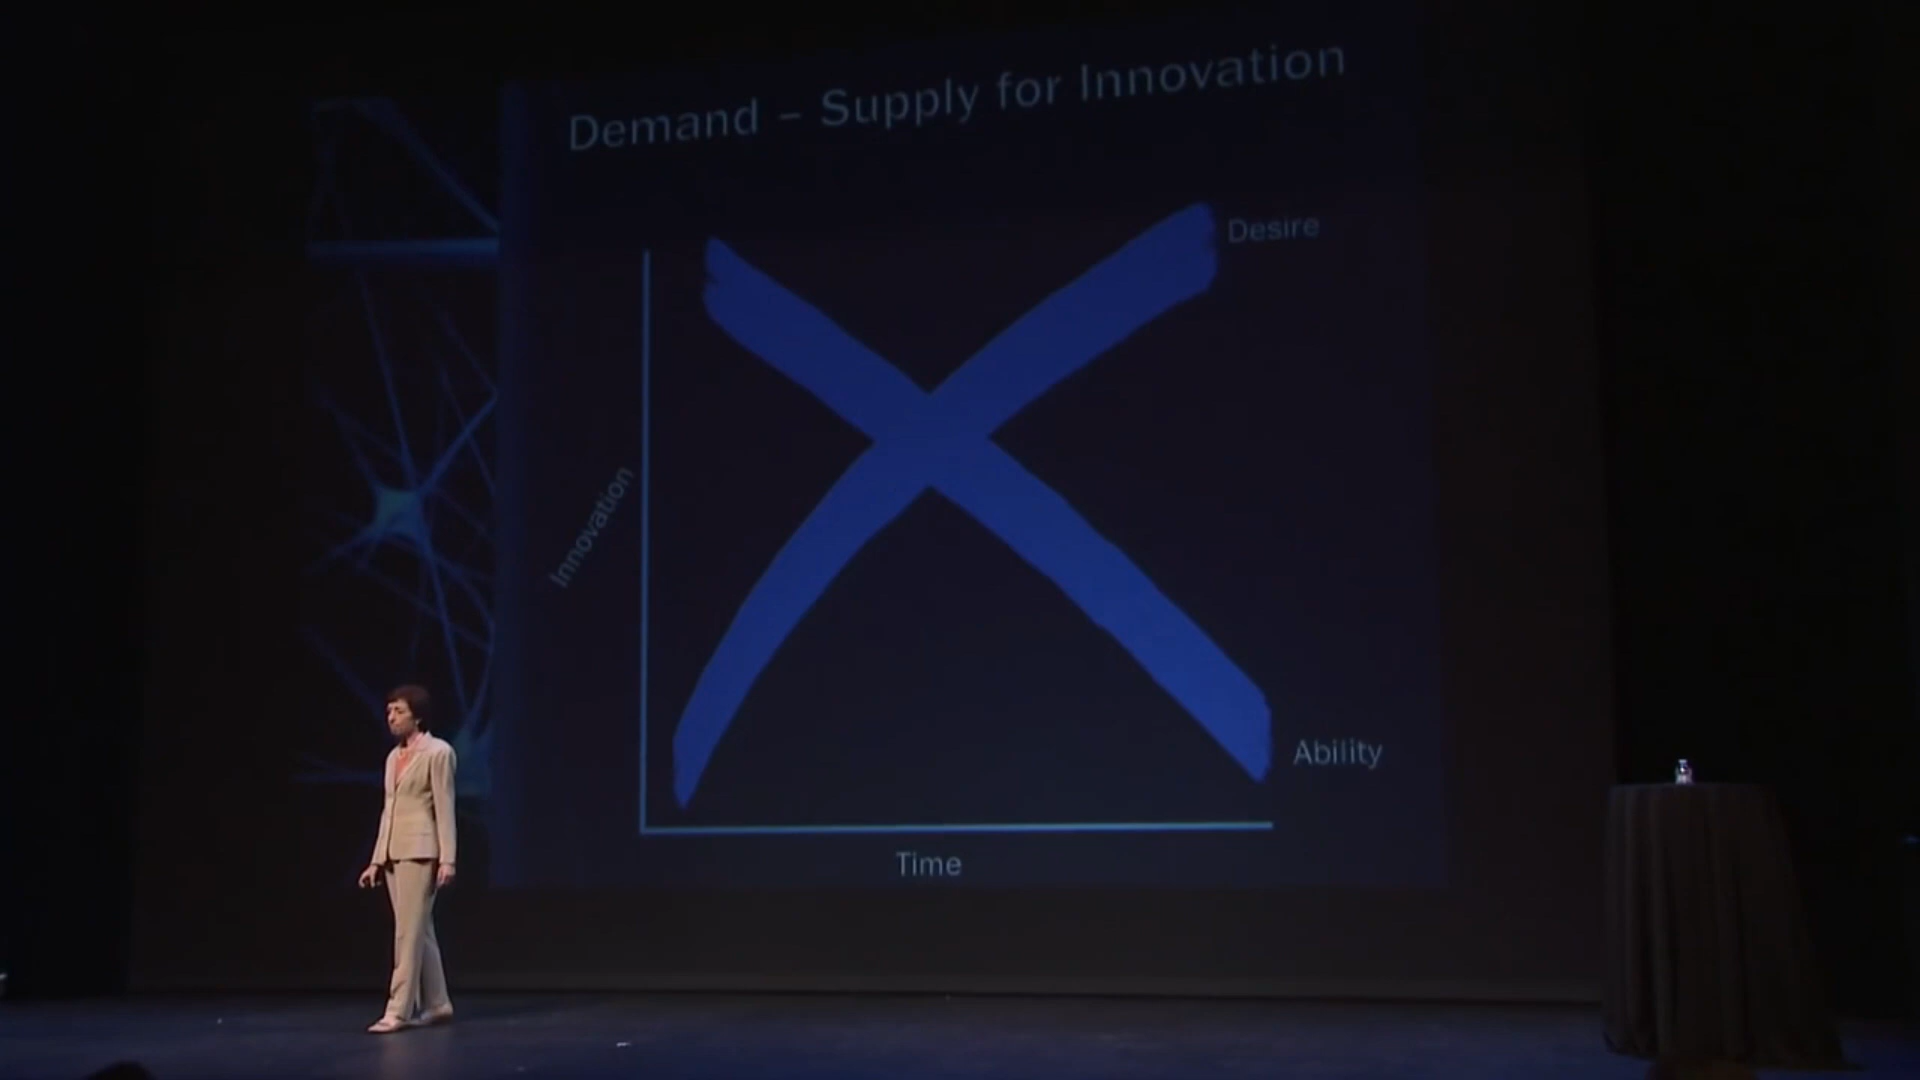 Demand – Supply for Innovation
Desire
Innovation
Ability
Time